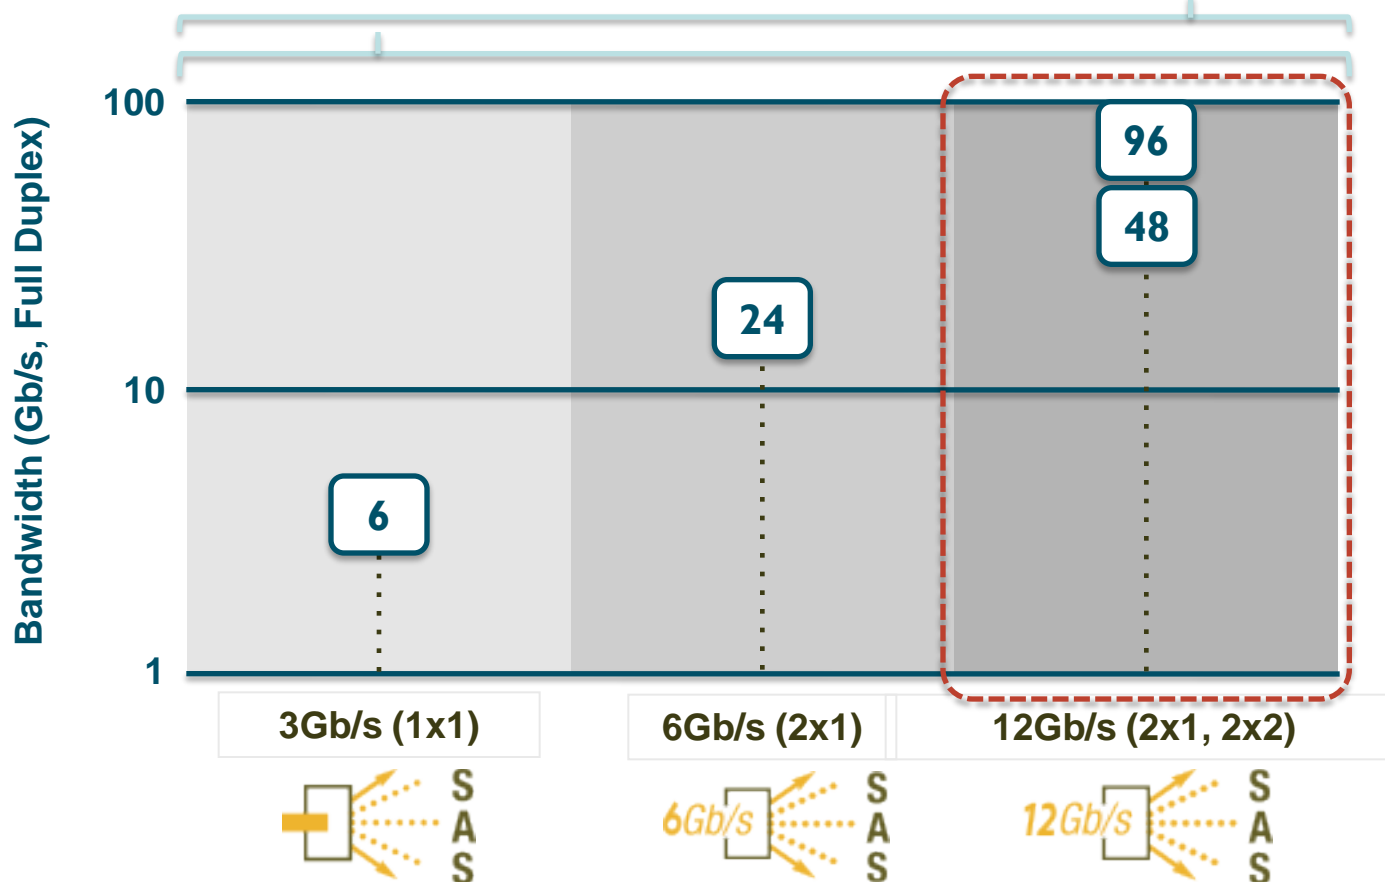 Bandwidth (Gb/s, Full Duplex)
100
10
1
96
48
24
6
3Gb/s (1x1)
6Gb/s (2x1)
12Gb/s (2x1, 2x2)
S
A
S
6Gb/s
S
A
S
12Gb/s
S
A
S